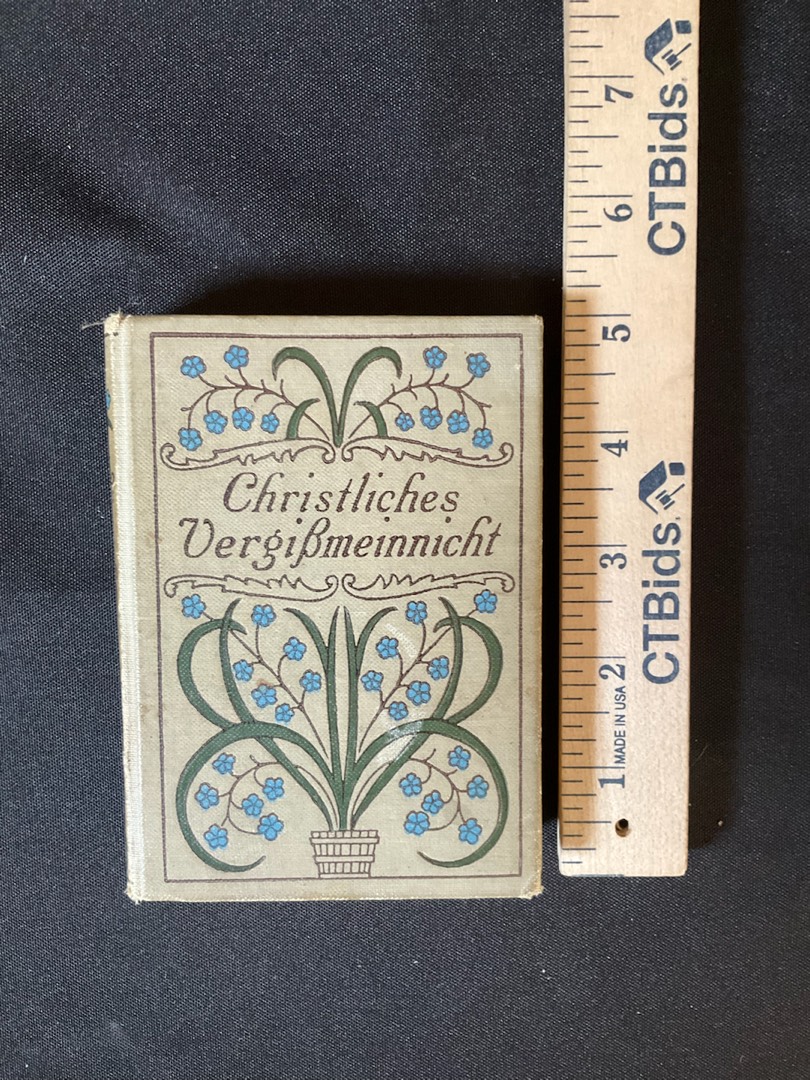 Christliches
Vergißmeinnicht
7
CTBids.
6
5
4
3
CTBids.
2
MADE IN USA
1